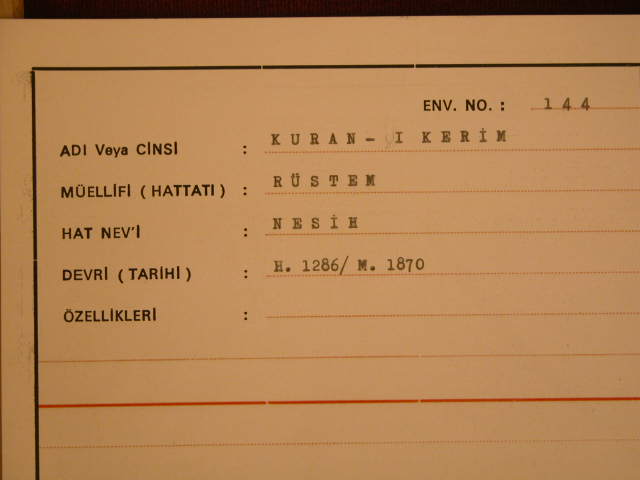 ENV. NO. : 144
ADI Veya CİNSİ : KURAN-I KERİM
MÜELLİFİ ( HATTATI ) : RÜSTEM
HAT NEV'İ : NESİH
DEVRİ ( TARİHİ ) : H. 1286/ M. 1870
ÖZELLİKLERİ :